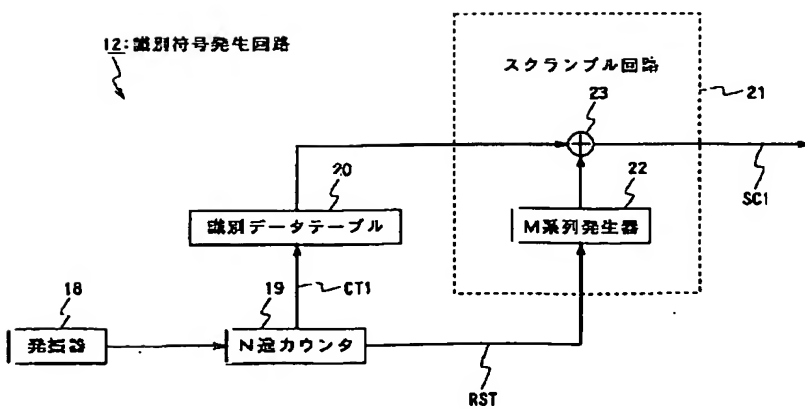 12:識別符号発生回路
スクランブル回路
21
23
20
22
SC1
識別データテーブル
M系列発生器
18
19
CT1
発振器
N進カウンタ
RST